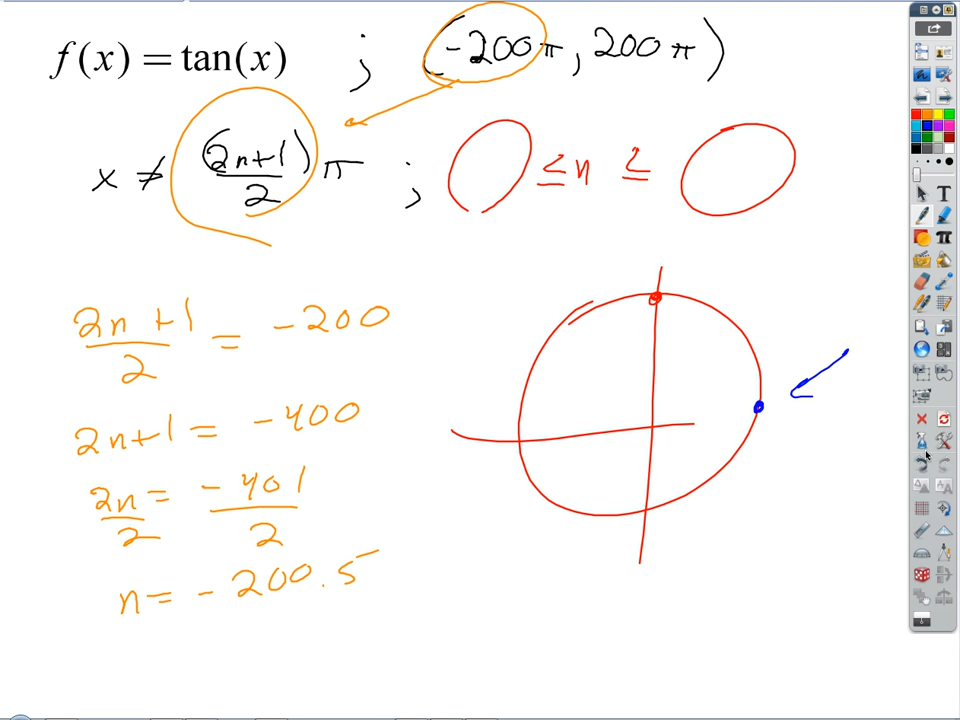 f(x) = tan(x) ; (-200π, 200π)
x ≠ (2n+1)/2 π ; ≤ n ≤
(2n+1)/2 = -200
2n+1 = -400
2n/2 = -401/2
n = -200.5